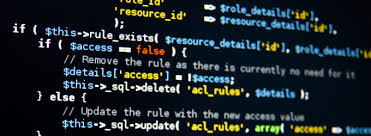 'role_id' => $role_details['id'],
'resource_id' => $resource_details['id'],
);
if ( $this->rule_exists( $resource_details['id'], $role_details['id'],
if ( $access == false ) {
// Remove the rule as there is currently no need for it
$details['access'] = !$access;
$this->_sql->delete( 'acl_rules', $details );
} else {
// Update the rule with the new access value
$this->_sql->update( 'acl_rules', array( 'access' =>